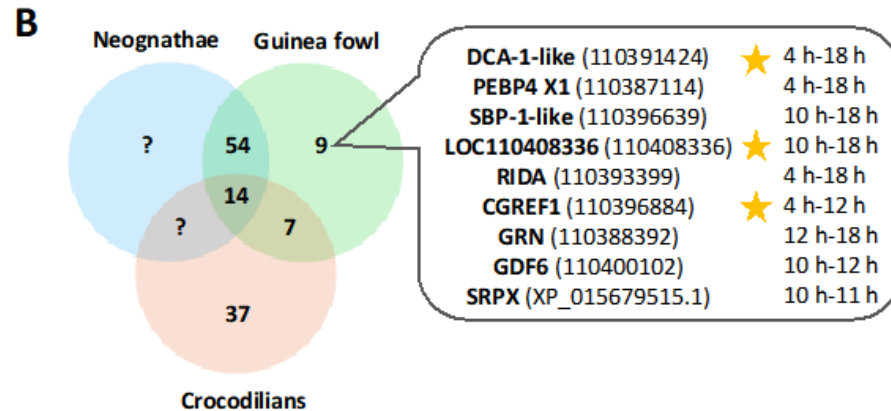 B
Neognathae
Guinea fowl
?
54
9
14
?
7
37
Crocodilians
DCA-1-like (110391424) 4 h-18 h
PEBP4 X1 (110387114) 4 h-18 h
SBP-1-like (110396639) 10 h-18 h
LOC110408336 (110408336) 10 h-18 h
RIDA (110393399) 4 h-18 h
CGREF1 (110396884) 4 h-12 h
GRN (110388392) 12 h-18 h
GDF6 (110400102) 10 h-12 h
SRPX (XP_015679515.1) 10 h-11 h